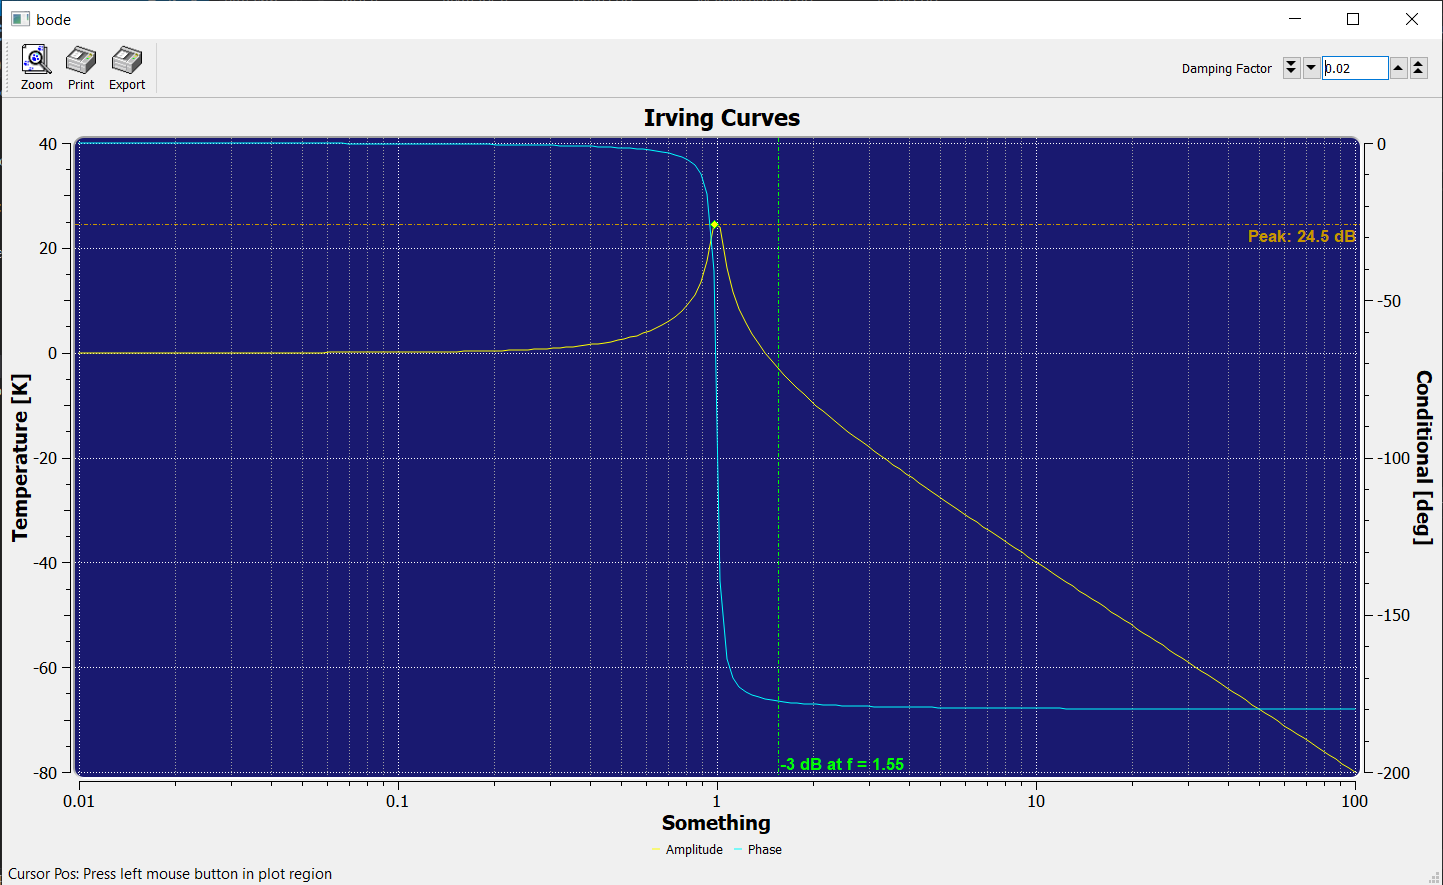 bode
Zoom Print Export
Damping Factor 0.02
Irving Curves
40
20
0
-20
-40
-60
-80
Temperature [K]
0
-50
-100
-150
-200
Conditional [deg]
Peak: 24.5 dB
-3 dB at f = 1.55
0.01 0.1 1 10 100
Something
Amplitude Phase
Cursor Pos: Press left mouse button in plot region